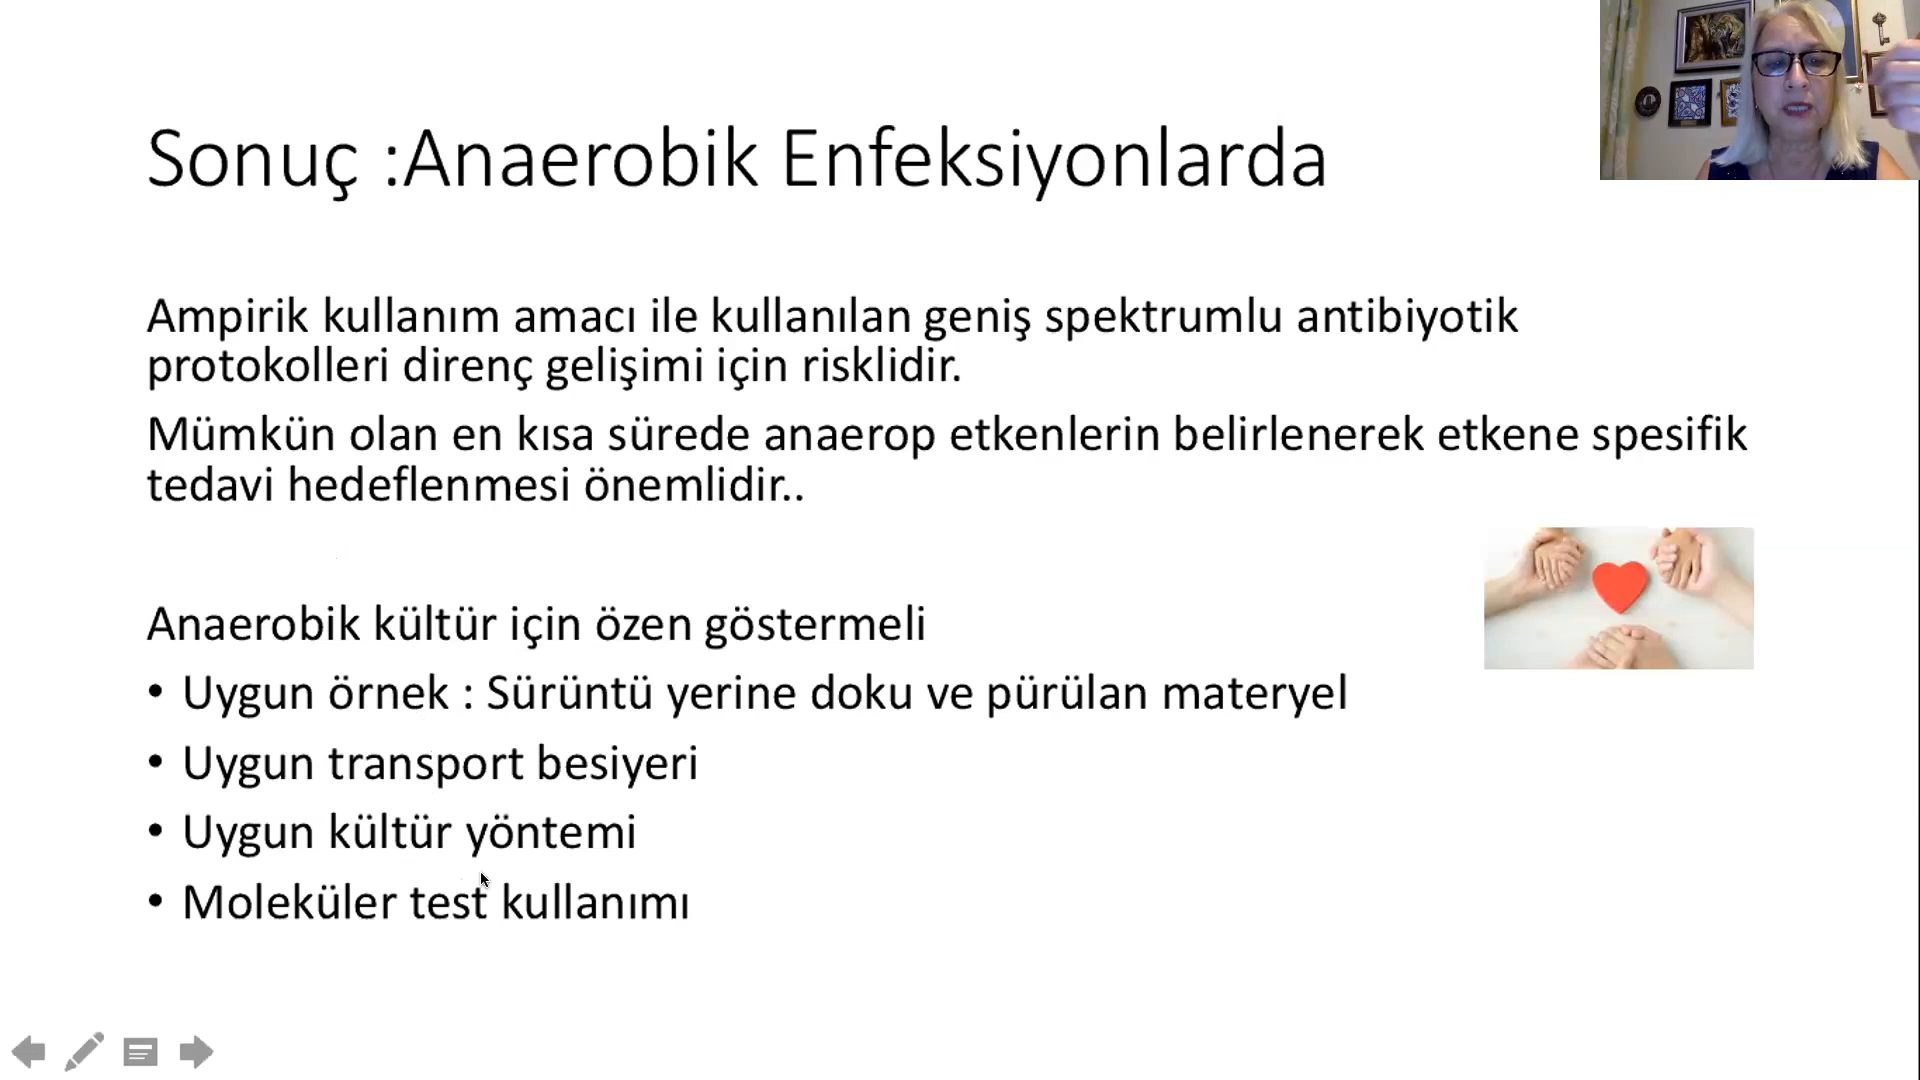 Sonuç :Anaerobik Enfeksiyonlarda
Ampirik kullanım amacı ile kullanılan geniş spektrumlu antibiyotik
protokolleri direnç gelişimi için risklidir.
Mümkün olan en kısa sürede anaerop etkenlerin belirlenerek etkene spesifik
tedavi hedeflenmesi önemlidir..
Anaerobik kültür için özen göstermeli
• Uygun örnek : Sürüntü yerine doku ve pürülan materyel
• Uygun transport besiyeri
• Uygun kültür yöntemi
• Moleküler test kullanımı